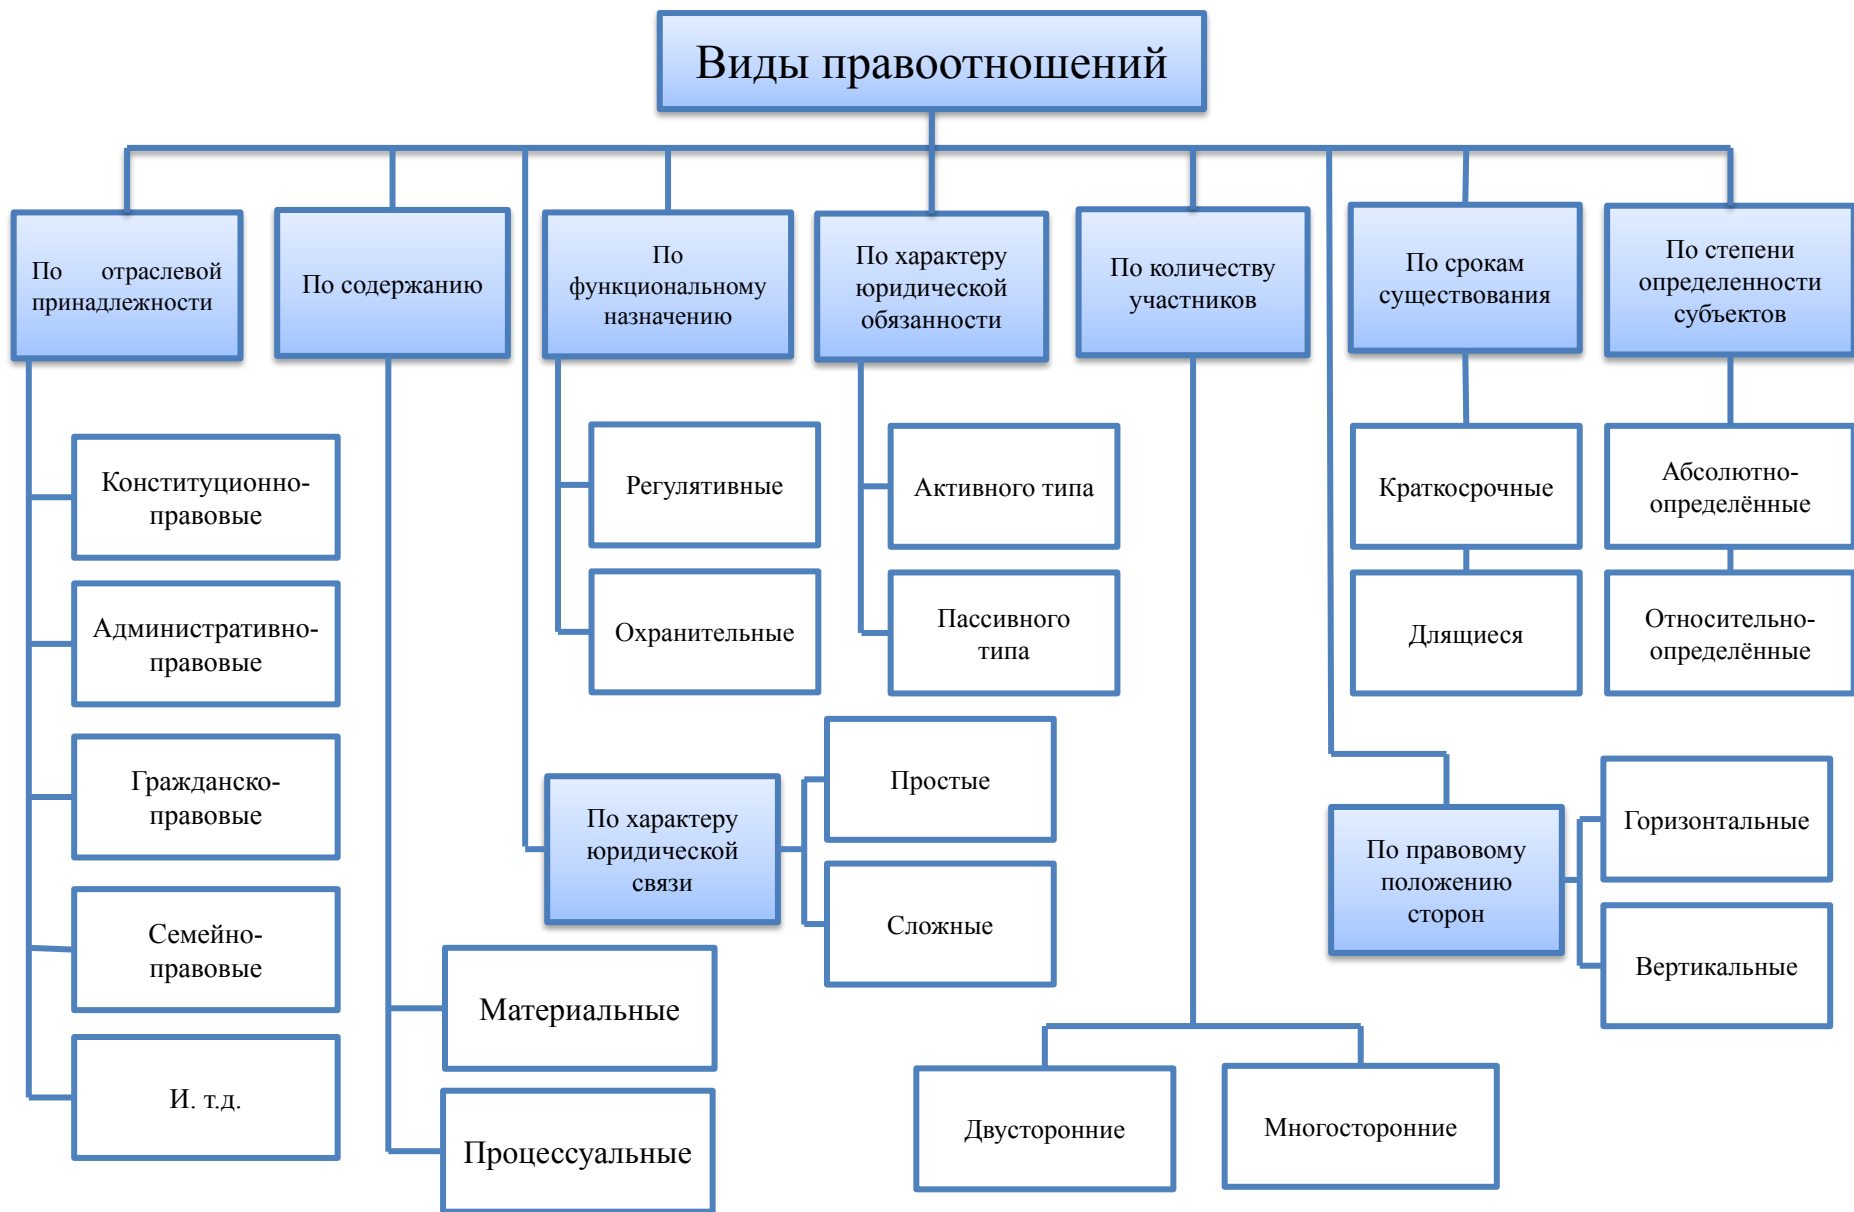 Виды правоотношений
По отраслевой
принадлежности
По содержанию
По
функциональному
назначению
По характеру
юридической
обязанности
По количеству
участников
По срокам
существования
По степени
определенности
субъектов
Конституционно-
правовые
Административно-
правовые
Гражданско-
правовые
Семейно-
правовые
И. т.д.
Материальные
Процессуальные
Регулятивные
Охранительные
По характеру
юридической
связи
Простые
Сложные
Активного типа
Пассивного
типа
Двусторонние
Многосторонние
Краткосрочные
Длящиеся
Абсолютно-
определённые
Относительно-
определённые
По правовому
положению
сторон
Горизонтальные
Вертикальные